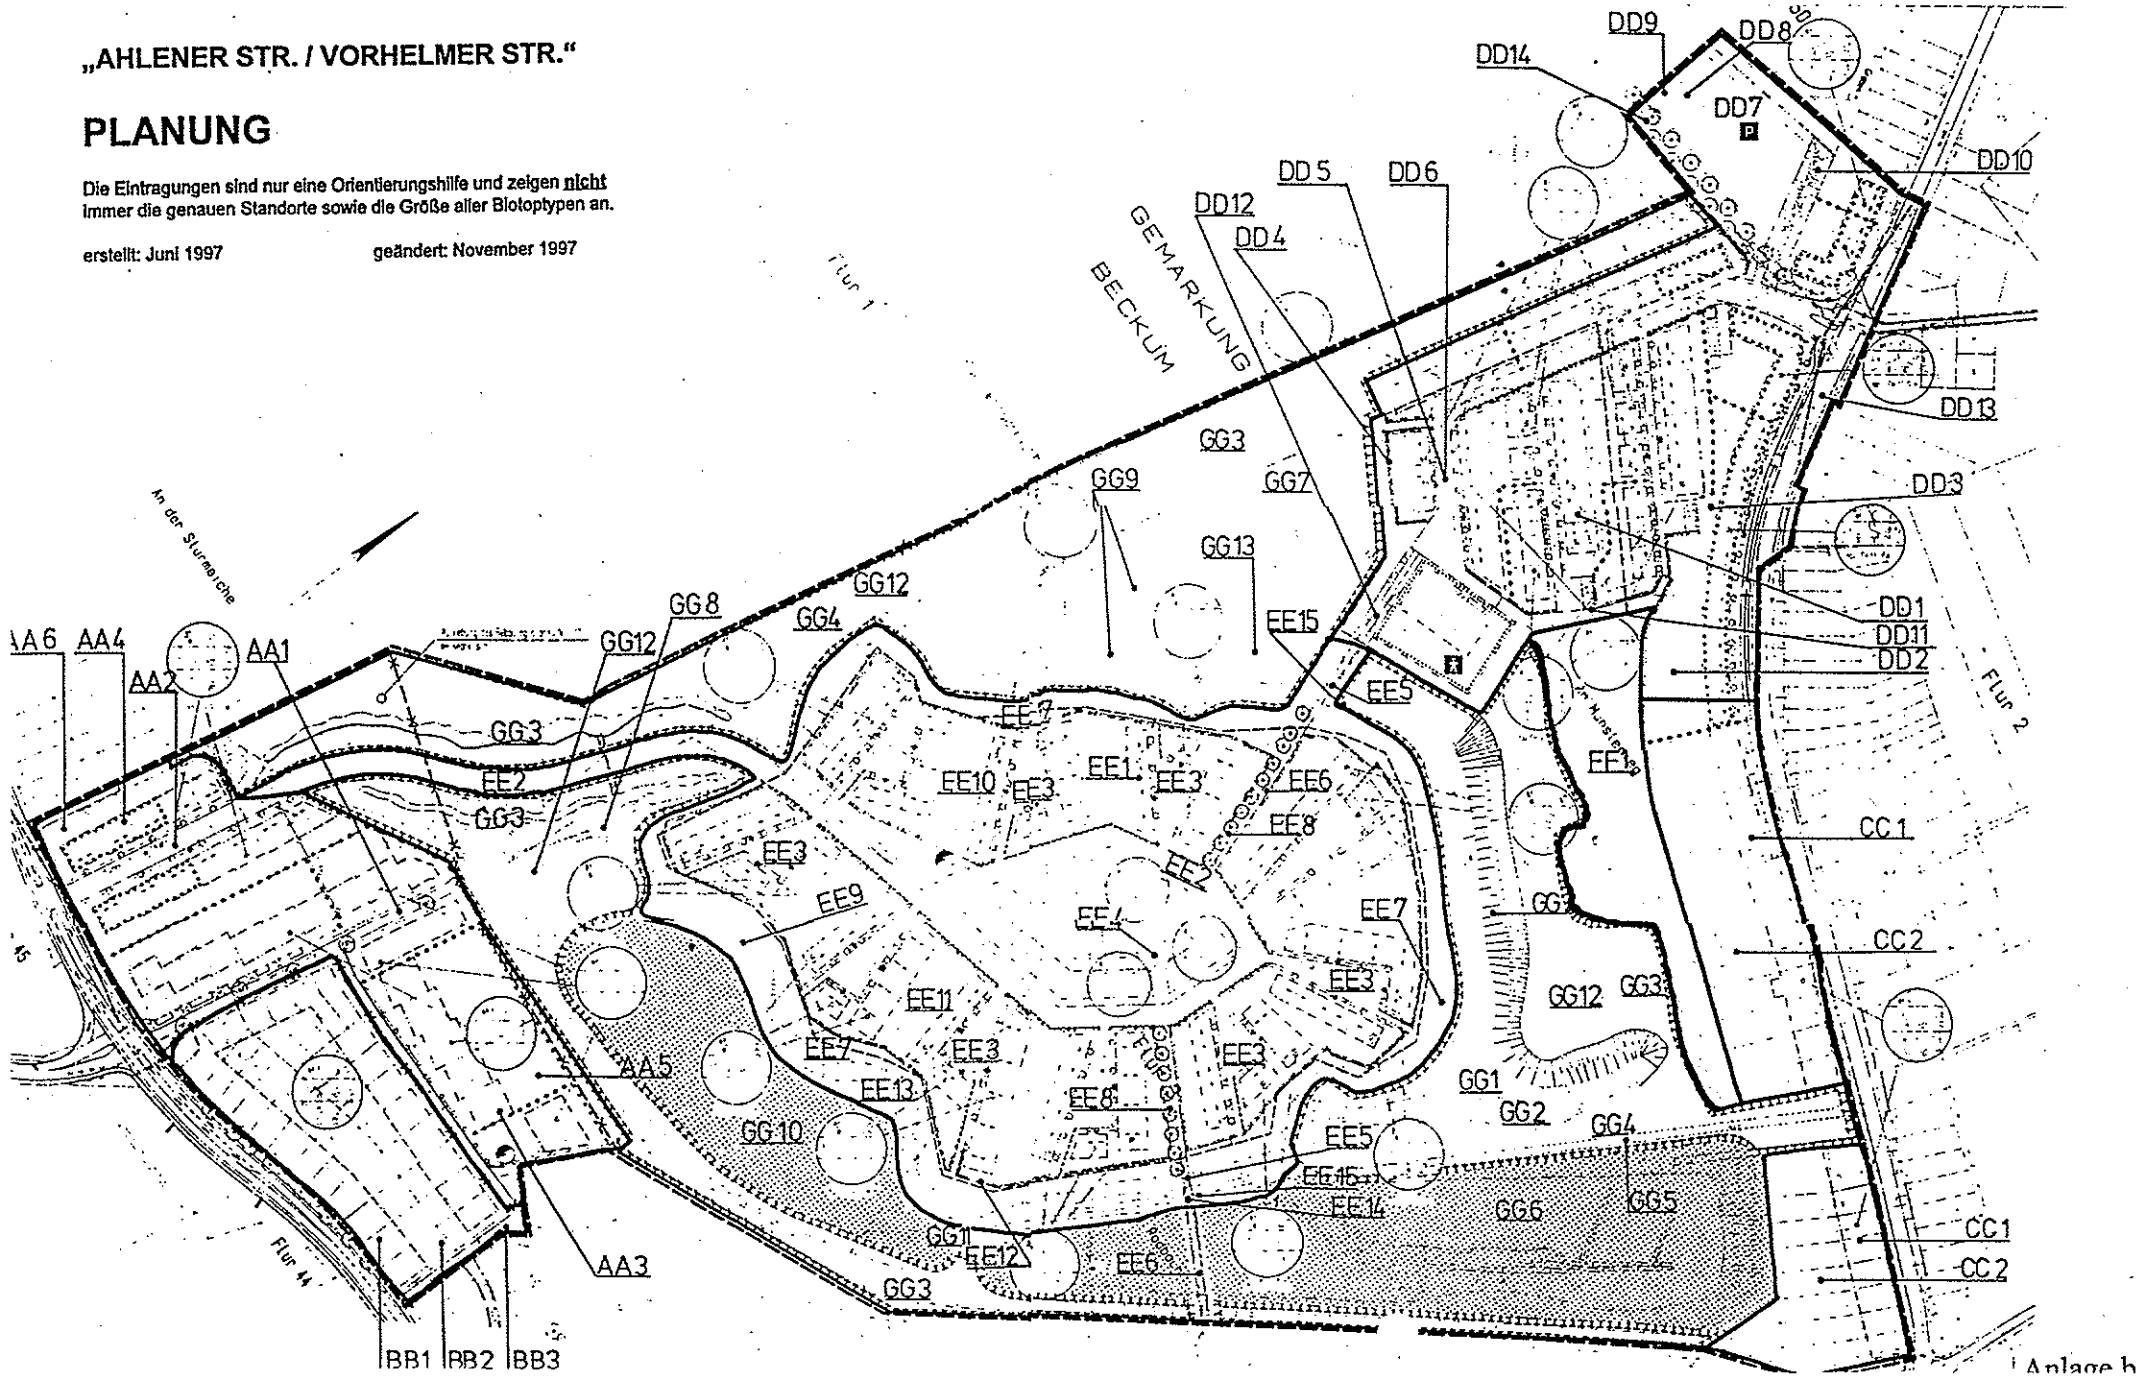 „AHLENER STR. / VORHELMER STR.“
PLANUNG
Die Eintragungen sind nur eine Orientierungshilfe und zeigen nicht
immer die genauen Standorte sowie die Größe aller Biotoptypen an.
erstellt: Juni 1997 geändert: November 1997
DD9
DD8
DD14
DD7
P
DD10
DD5
DD6
DD12
DD4
GEMARKUNG
BECKUM
Flur 1
DD13
GG3
GG7
GG9
DD3
GG13
An der Sturmeiche
GG12
GG4
GG8
GG12
EE15
DD1
DD11
DD2
AA6
AA4
AA2
AA1
EE5
Flur 2
GG3
EE7
EE2
GG3
EE10
EE3
EE1
EE3
EE6
EE8
CC1
EE3
EE2
EE9
EE4
EE7
CC2
EE11
EE3
GG12
GG3
45
EE7
EE3
EE3
AA5
EE13
EE8
GG1
GG2
GG10
GG4
EE5
EE14
GG6
GG5
GG11
EE12
EE6
CC1
CC2
AA3
GG3
Flur 44
BB1
BB2
BB3
Anlage b